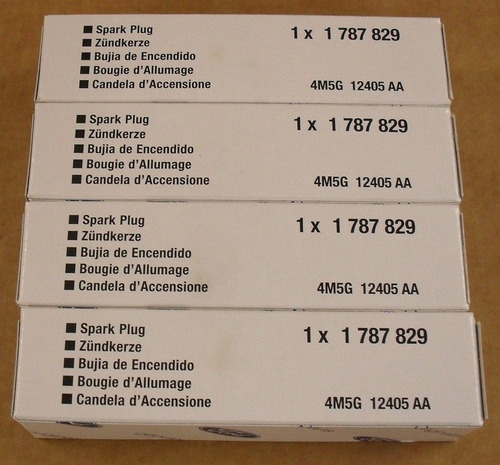 Spark Plug
Zündkerze
Bujia de Encendido
Bougie d'Allumage
Candela d'Accensione
1 x 1 787 829
4M5G 12405 AA
Spark Plug
Zündkerze
Bujia de Encendido
Bougie d'Allumage
Candela d'Accensione
1 x 1 787 829
4M5G 12405 AA
Spark Plug
Zündkerze
Bujia de Encendido
Bougie d'Allumage
Candela d'Accensione
1 x 1 787 829
4M5G 12405 AA
Spark Plug
Zündkerze
Bujia de Encendido
Bougie d'Allumage
Candela d'Accensione
1 x 1 787 829
4M5G 12405 AA